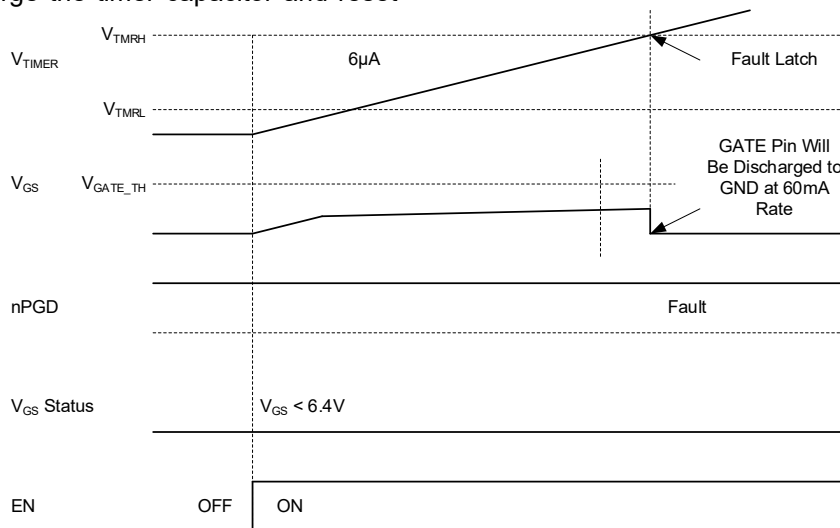 rge the timer capacitor and reset
VTMRH
VTIMER
6µA
Fault Latch
VTMRL
GATE Pin Will
Be Discharged to
GND at 60mA
Rate
VGS
VGATE_TH
nPGD
Fault
VGS Status
VGS < 6.4V
EN
OFF
ON